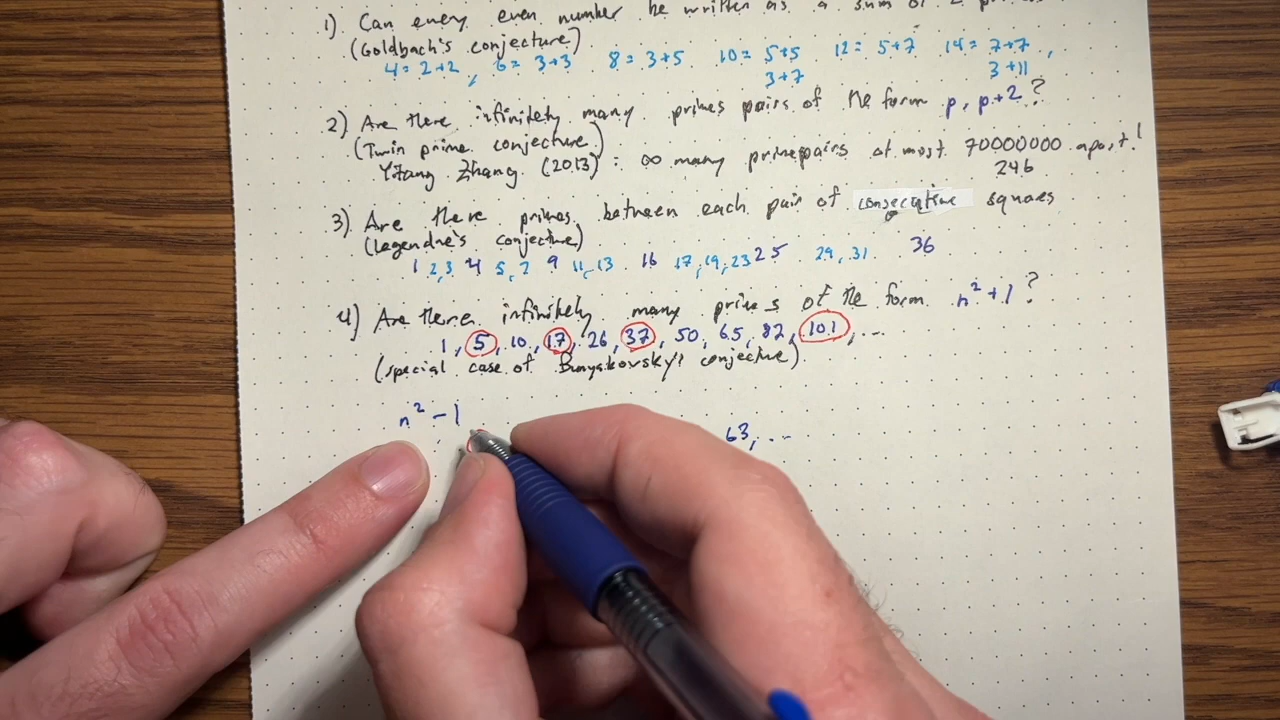 1) Can every even number be written as a sum of 2
(Goldbach's conjecture)
4 = 2+2, 6 = 3+3 8 = 3+5 10 = 5+5 12 = 5+7 14 = 7+7,
3+7 3+11
2) Are there infinitely many primes pairs of the form p, p+2?
(Twin prime conjecture)
Yitang Zhang (2013): ∞ many prime pairs at most 70000000 apart!
246
3) Are there primes between each pair of consecutive squares
(Legendre's conjecture)
1 2,3 4 5,7 9 11,13 16 17,19,23 25 29,31 36
4) Are there infinitely many primes of the form n²+1?
1, 5, 10, 17, 26, 37, 50, 65, 82, 101, ...
(special case of Bunyakovsky's conjecture)
n² - 1 63, ...